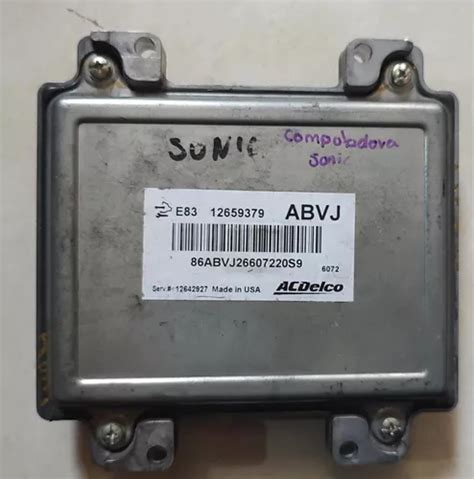 SONIC
Computadora
Sonic
E83 12659379 ABVJ
86ABVJ26607220S9
6072
Serv.#- 12642927 Made in USA
ACDelco